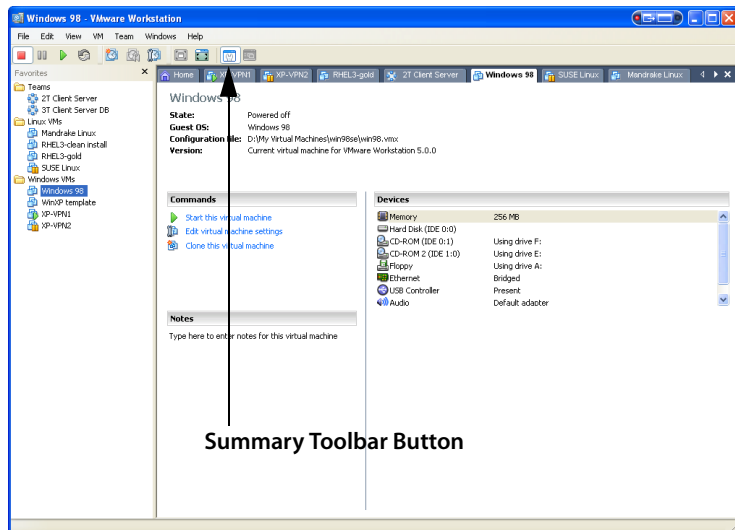 Windows 98 - VMware Workstation
File Edit View VM Team Windows Help
Favorites
Teams
2T Client Server
3T Client Server DB
Linux VMs
Mandrake Linux
RHEL3-clean install
RHEL3-gold
SUSE Linux
Windows VMs
Windows 98
WinXP template
XP-VPN1
XP-VPN2
Home XP-VPN1 XP-VPN2 RHEL3-gold 2T Client Server Windows 98 SUSE Linux Mandrake Linux
Windows 98
State: Powered off
Guest OS: Windows 98
Configuration file: D:\My Virtual Machines\win98se\win98.vmx
Version: Current virtual machine for VMware Workstation 5.0.0
Commands
Start this virtual machine
Edit virtual machine settings
Clone this virtual machine
Notes
Type here to enter notes for this virtual machine
Devices
Memory 256 MB
Hard Disk (IDE 0:0)
CD-ROM (IDE 0:1) Using drive F:
CD-ROM 2 (IDE 1:0) Using drive E:
Floppy Using drive A:
Ethernet Bridged
USB Controller Present
Audio Default adapter
Summary Toolbar Button